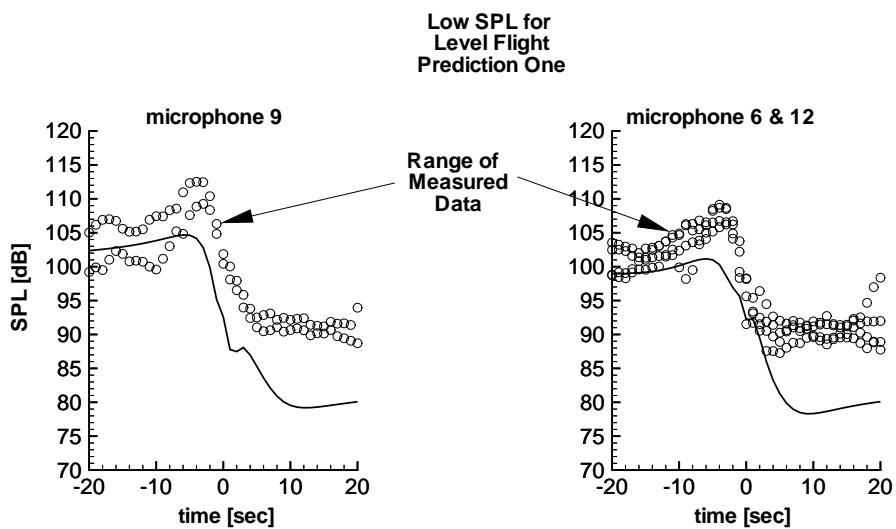 Low SPL for
Level Flight
Prediction One
microphone 9
microphone 6 & 12
Range of
Measured
Data
SPL [dB]
120
115
110
105
100
95
90
85
80
75
70
-20
-10
0
10
20
time [sec]
120
115
110
105
100
95
90
85
80
75
70
-20
-10
0
10
20
time [sec]